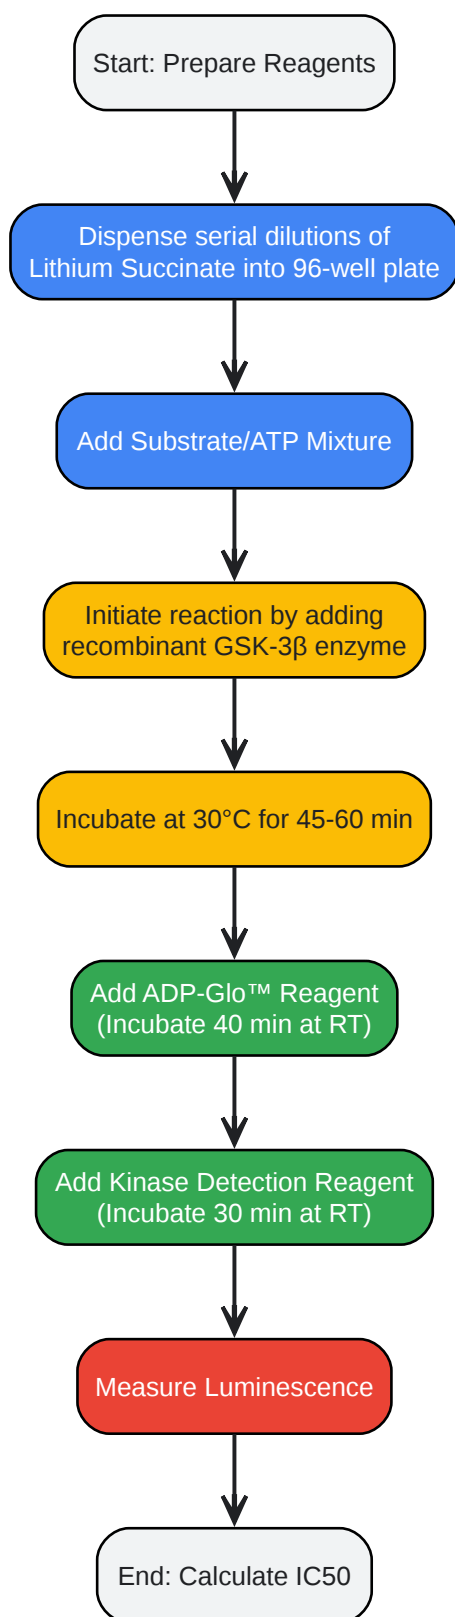 Start: Prepare Reagents
Dispense serial dilutions of
Lithium Succinate into 96-well plate
Add Substrate/ATP Mixture
Initiate reaction by adding
recombinant GSK-3β enzyme
Incubate at 30°C for 45-60 min
Add ADP-Glo™ Reagent
(Incubate 40 min at RT)
Add Kinase Detection Reagent
(Incubate 30 min at RT)
Measure Luminescence
End: Calculate IC50